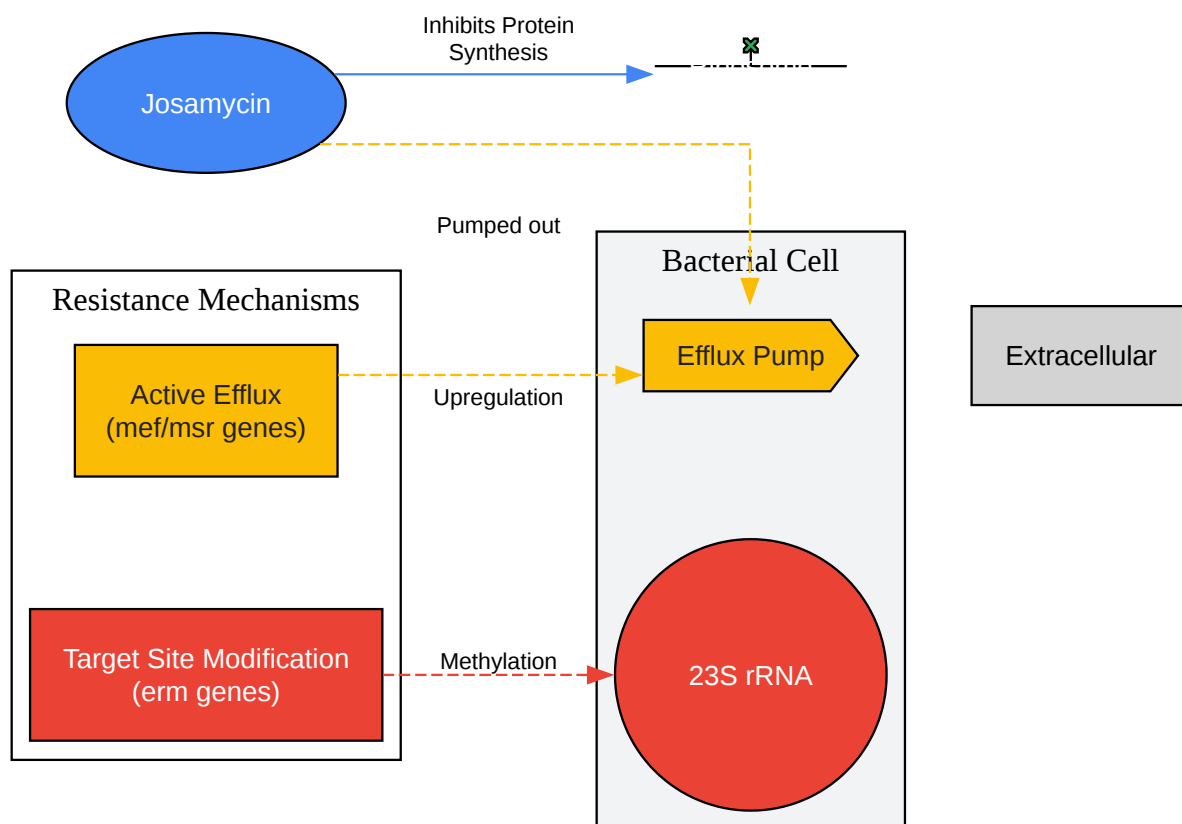 Inhibits Protein
Synthesis
Josamycin
Pumped out
Bacterial Cell
Resistance Mechanisms
Efflux Pump
Extracellular
Active Efflux
(mef/msr genes)
Upregulation
Target Site Modification
(erm genes)
Methylation
23S rRNA